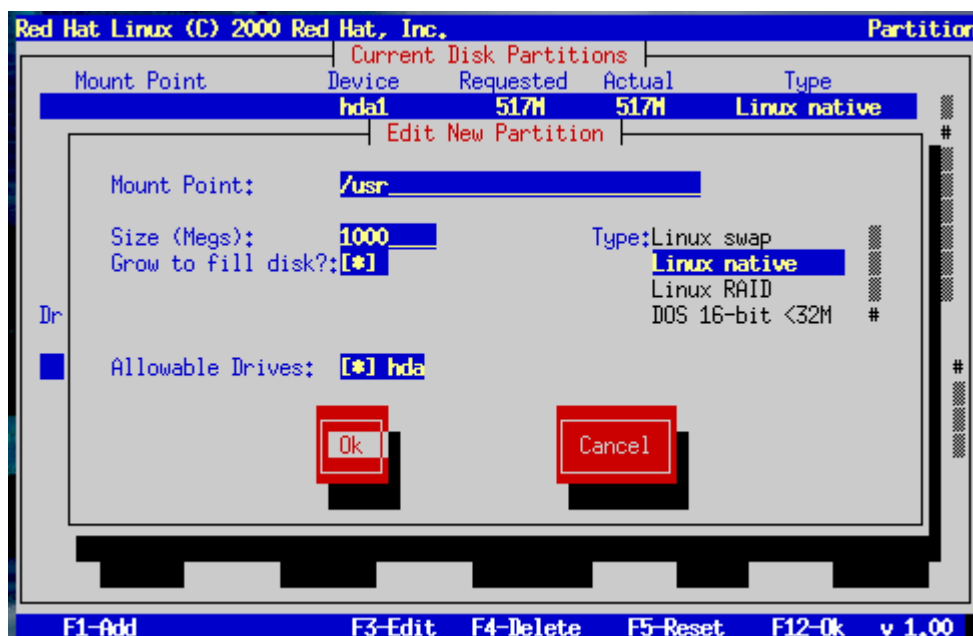 Red Hat Linux (C) 2000 Red Hat, Inc. Partition
Current Disk Partitions
Mount Point Device Requested Actual Type
hda1 517M 517M Linux native
#
Edit New Partition
Mount Point: /usr
Size (Megs): 1000 Type: Linux swap
Grow to fill disk?: [*] Linux native
Linux RAID
Dr DOS 16-bit <32M #
Allowable Drives: [*] hda #
Ok Cancel
F1-Add F3-Edit F4-Delete F5-Reset F12-Ok v 1.00